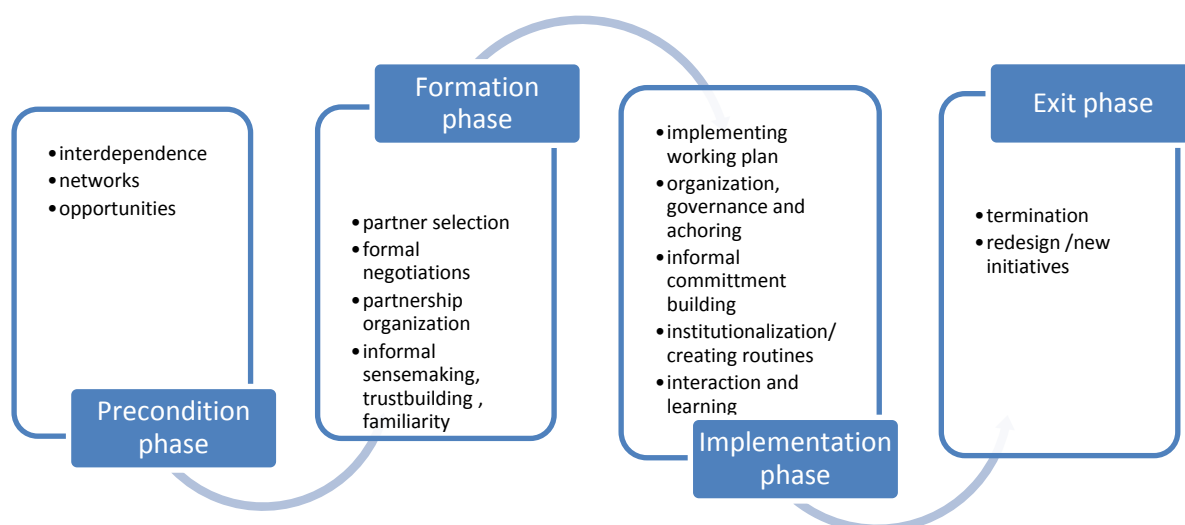 •interdependence
•networks
•opportunities
Precondition
phase
Formation
phase
•partner selection
•formal
negotiations
•partnership
organization
•informal
sensemaking,
trustbuilding ,
familiarity
•implementing
working plan
•organization,
governance and
achoring
•informal
committment
building
•institutionalization/
creating routines
•interaction and
learning
Implementation
phase
Exit phase
•termination
•redesign /new
initiatives